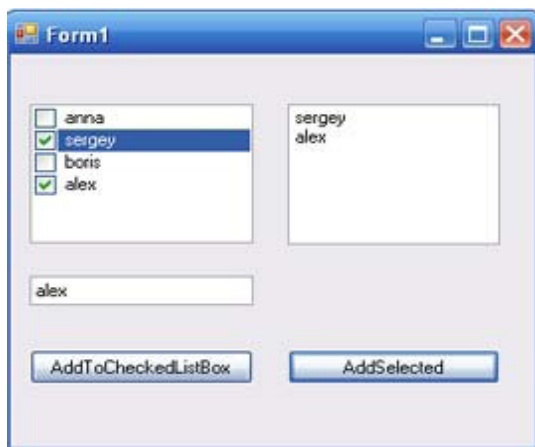 Form1
anna
sergey
boris
alex
sergey
alex
alex
AddToCheckedListBox
AddSelected